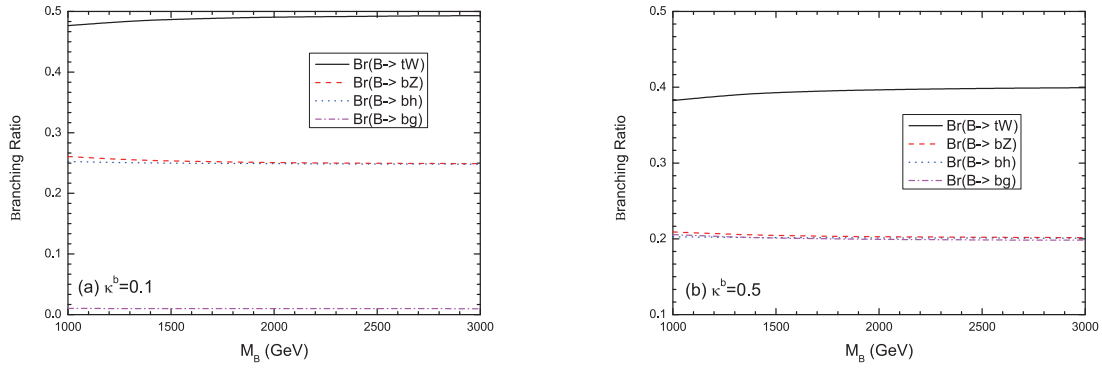 0.5
0.4
0.3
0.2
0.1
0.0
Branching Ratio
Br(B-> tW)
Br(B-> bZ)
Br(B-> bh)
Br(B-> bg)
(a) κ^b=0.1
1000 1500 2000 2500 3000
M_B (GeV)
0.5
0.4
0.3
0.2
0.1
Branching Ratio
Br(B-> tW)
Br(B-> bZ)
Br(B-> bh)
Br(B-> bg)
(b) κ^b=0.5
1000 1500 2000 2500 3000
M_B (GeV)